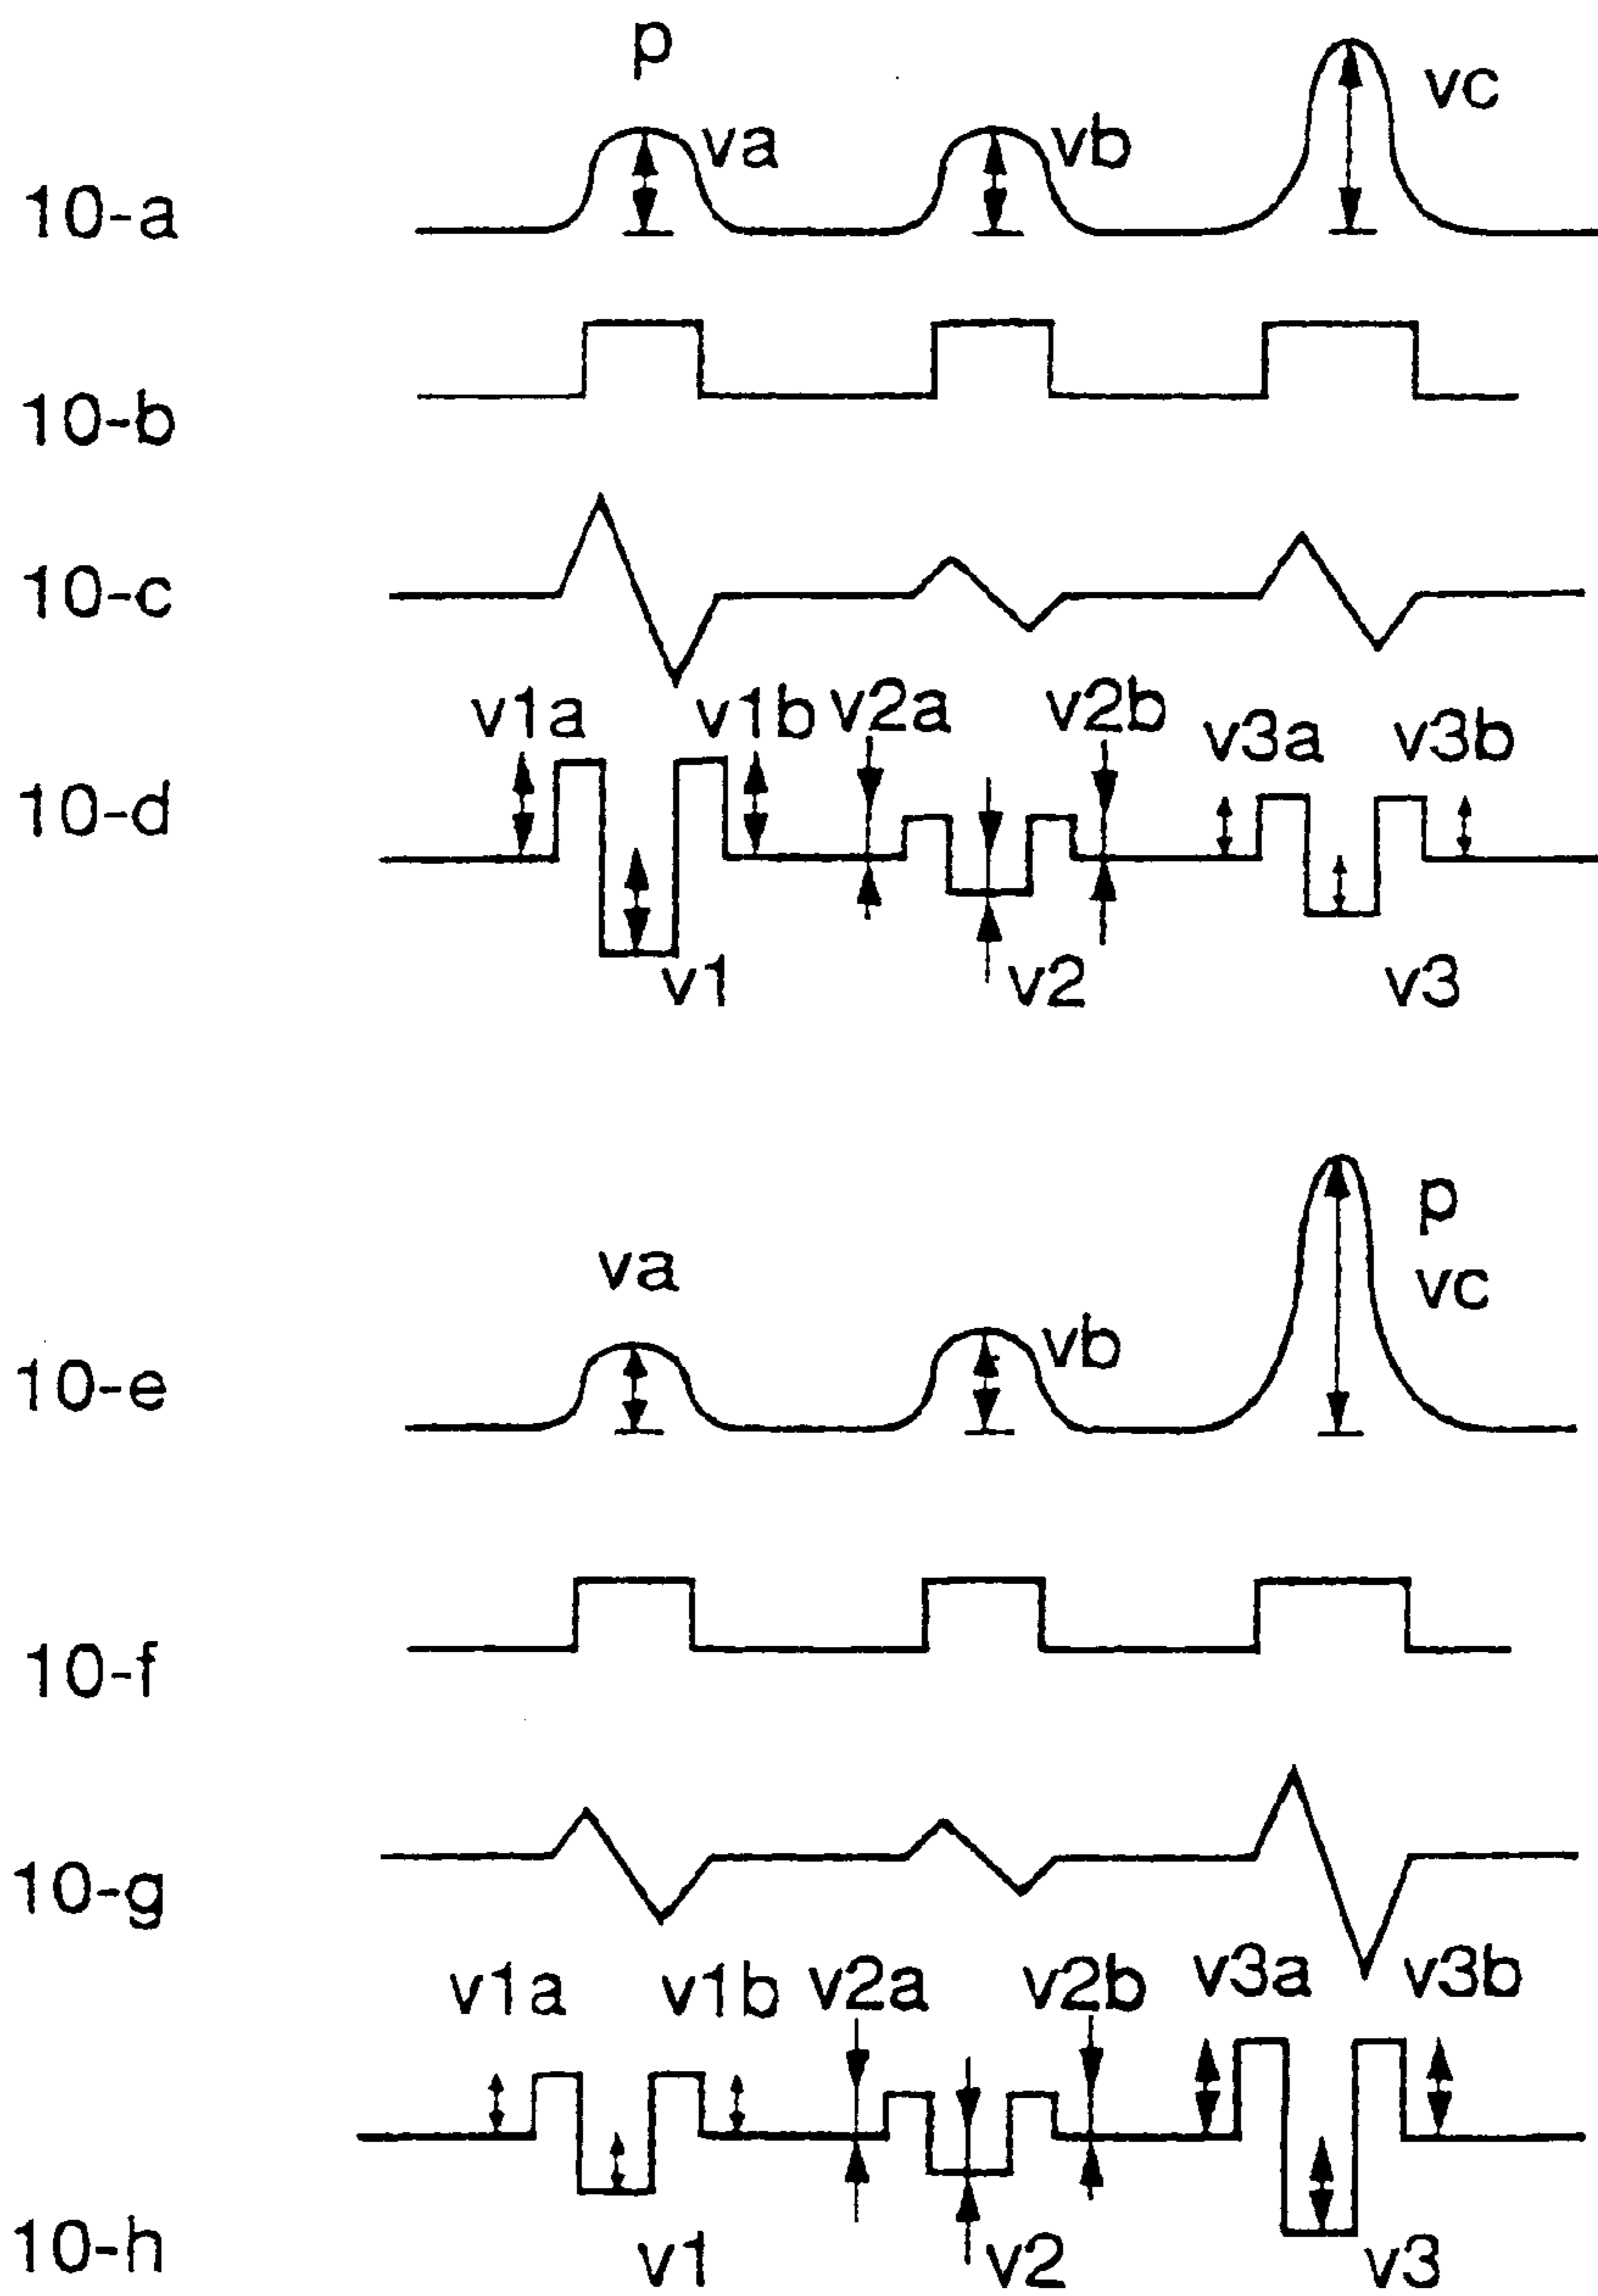 p
va
vb
vc
10-a
10-b
10-c
v1a v1b v2a v2b v3a v3b
10-d
v1 v2 v3
p
va
vc
vb
10-e
10-f
10-g
v1a v1b v2a v2b v3a v3b
10-h
v1 v2 v3